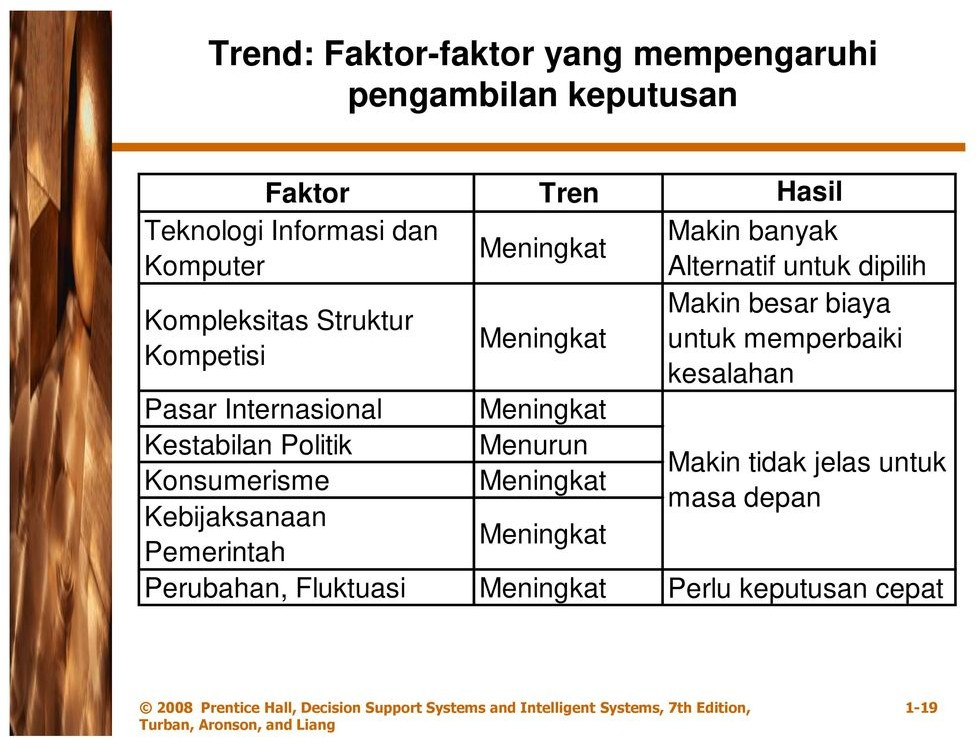 Trend: Faktor-faktor yang mempengaruhi
pengambilan keputusan
Faktor
Tren
Hasil
Teknologi Informasi dan
Komputer
Meningkat
Makin banyak
Alternatif untuk dipilih
Kompleksitas Struktur
Kompetisi
Meningkat
Makin besar biaya
untuk memperbaiki
kesalahan
Pasar Internasional
Meningkat
Kestabilan Politik
Menurun
Konsumerisme
Meningkat
Kebijaksanaan
Pemerintah
Meningkat
Makin tidak jelas untuk
masa depan
Perubahan, Fluktuasi
Meningkat
Perlu keputusan cepat
© 2008 Prentice Hall, Decision Support Systems and Intelligent Systems, 7th Edition,
Turban, Aronson, and Liang
1-19